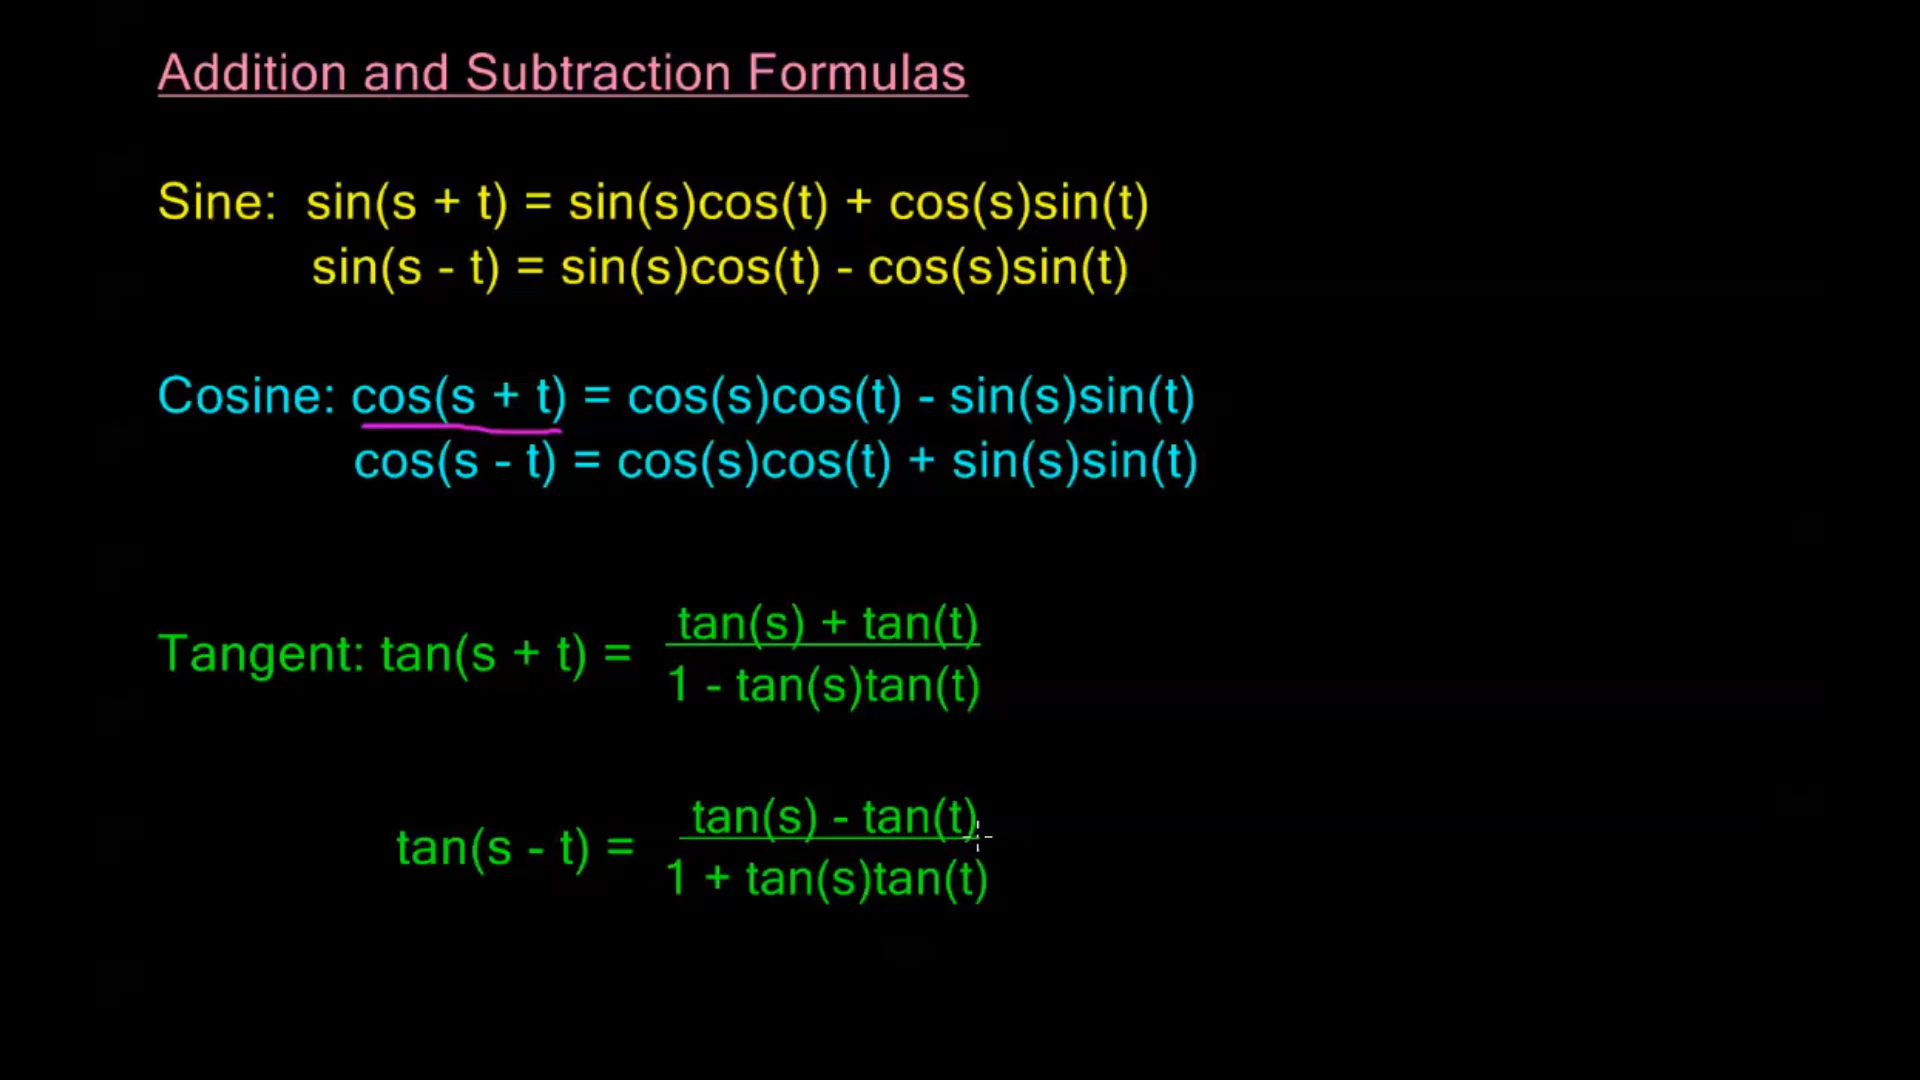 Addition and Subtraction Formulas
Sine: sin(s + t) = sin(s)cos(t) + cos(s)sin(t)
sin(s - t) = sin(s)cos(t) - cos(s)sin(t)
Cosine: cos(s + t) = cos(s)cos(t) - sin(s)sin(t)
cos(s - t) = cos(s)cos(t) + sin(s)sin(t)
tan(s) + tan(t)
Tangent: tan(s + t) =
1 - tan(s)tan(t)
tan(s) - tan(t)
tan(s - t) =
1 + tan(s)tan(t)